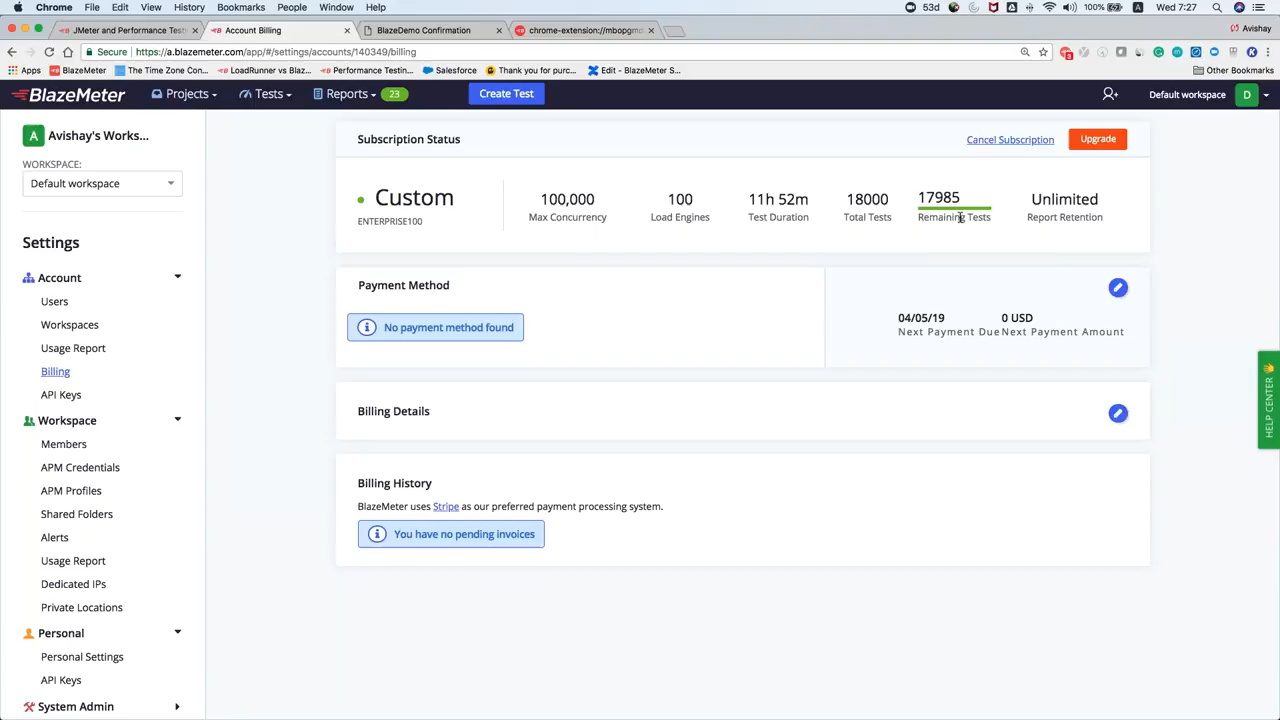 Chrome File Edit View History Bookmarks People Window Help 53d 100% Wed 7:27
JMeter and Performance Tests
Account Billing
BlazeDemo Confirmation
chrome-extension://mbopgmd
Avishay
Secure https://a.blazemeter.com/app/#/settings/accounts/140349/billing
Apps BlazeMeter The Time Zone Con... LoadRunner vs Blaz... Performance Testin... Salesforce Thank you for purc... Edit - BlazeMeter S... Other Bookmarks
BlazeMeter Projects Tests Reports 23 Create Test Default workspace D
A Avishay's Works...
WORKSPACE:
Default workspace
Settings
Account
Users
Workspaces
Usage Report
Billing
API Keys
Workspace
Members
APM Credentials
APM Profiles
Shared Folders
Alerts
Usage Report
Dedicated IPs
Private Locations
Personal
Personal Settings
API Keys
System Admin
Subscription Status Cancel Subscription Upgrade
Custom
ENTERPRISE100
100,000
Max Concurrency
100
Load Engines
11h 52m
Test Duration
18000
Total Tests
17985
Remaining Tests
Unlimited
Report Retention
Payment Method
No payment method found
04/05/19
Next Payment Due
0 USD
Next Payment Amount
Billing Details
Billing History
BlazeMeter uses Stripe as our preferred payment processing system.
You have no pending invoices
HELP CENTER